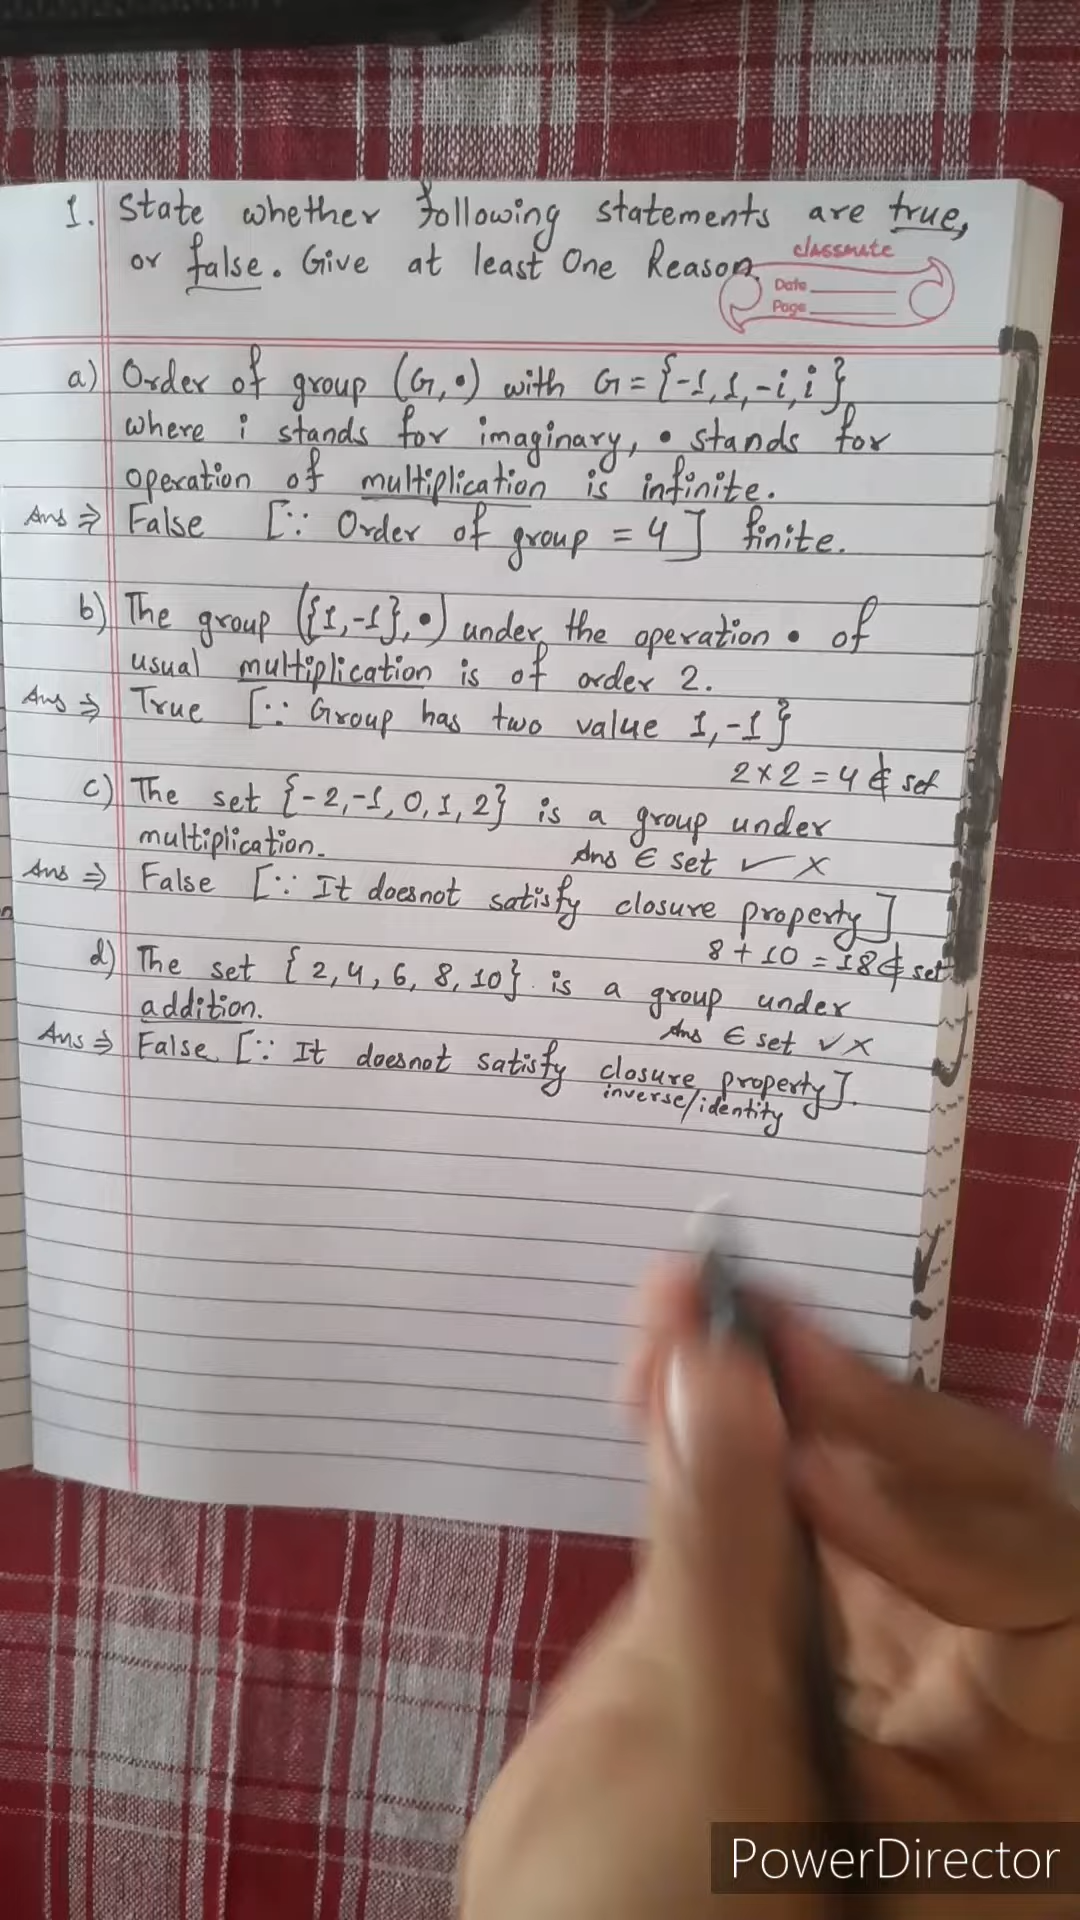 1. State whether following statements are true,
or false. Give at least One Reason.
classmate
Date
Page
a) Order of group (G, •) with G = {-1, 1, -i, i}
where i stands for imaginary, • stands for
operation of multiplication is infinite.
Ans ⇒ False [∵ Order of group = 4] finite.
b) The group ({1, -1}, •) under the operation • of
usual multiplication is of order 2.
Ans ⇒ True [∵ Group has two value 1, -1}
2 × 2 = 4 ∉ set
c) The set {-2, -1, 0, 1, 2} is a group under
multiplication.
Ans ∈ set ✓ ×
Ans ⇒ False [∵ It doesnot satisfy closure property]
8 + 10 = 18 ∉ set
d) The set {2, 4, 6, 8, 10} is a group under
addition.
Ans ∈ set ✓ ×
Ans ⇒ False [∵ It doesnot satisfy closure property].
inverse/identity
PowerDirector